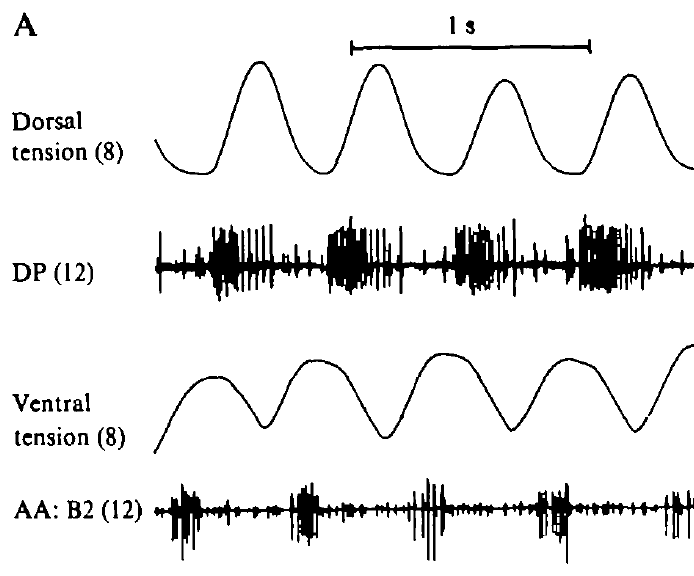 A
1 s
Dorsal
tension (8)
DP (12)
Ventral
tension (8)
AA: B2 (12)